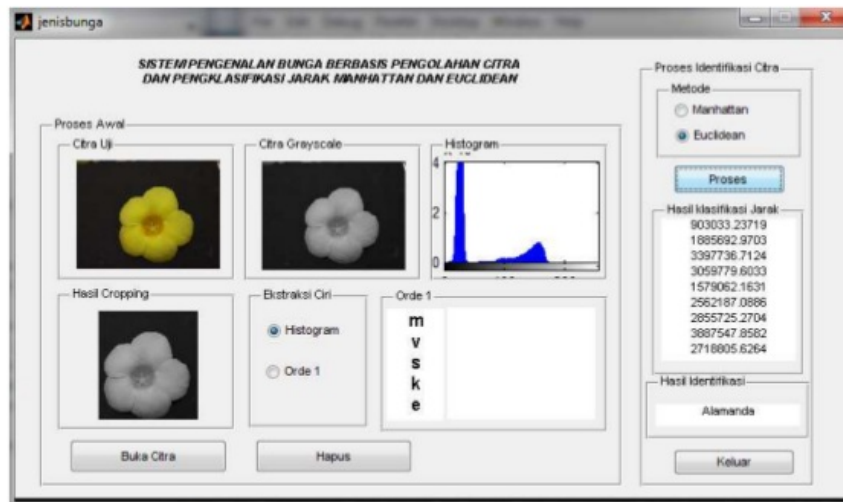 jenisbunga
SISTEM PENGENALAN BUNGA BERBASIS PENGOLAHAN CITRA
DAN PENGKLASIFIKASI JARAK MANHATTAN DAN EUCLIDEAN
Proses Awal
Citra Uji
Citra Grayscale
Histogram
4
2
0
Hasil Cropping
Ekstraksi Ciri
Histogram
Orde 1
Orde 1
m
v
s
k
e
Buka Citra
Hapus
Proses Identifikasi Citra
Metode
Manhattan
Euclidean
Proses
Hasil klasifikasi Jarak
903033.23719
1885692.9703
3397736.7124
3059779.6033
1579062.1631
2562187.0886
2855725.2704
3887547.8582
2718805.6264
Hasil Identifikasi
Alamanda
Keluar